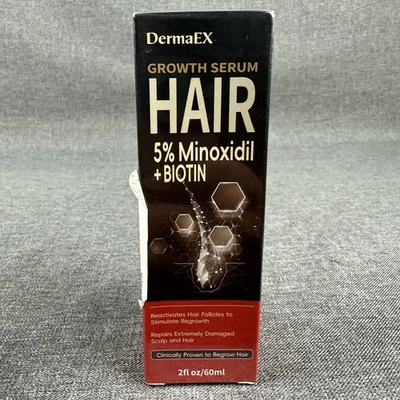 DermaEX
GROWTH SERUM
HAIR
5% Minoxidil
+BIOTIN
Reactivates Hair Follicles to
Stimulate Regrowth
Repairs Extremely Damaged
Scalp and Hair
Clinically Proven to Regrow Hair
2fl oz/60ml